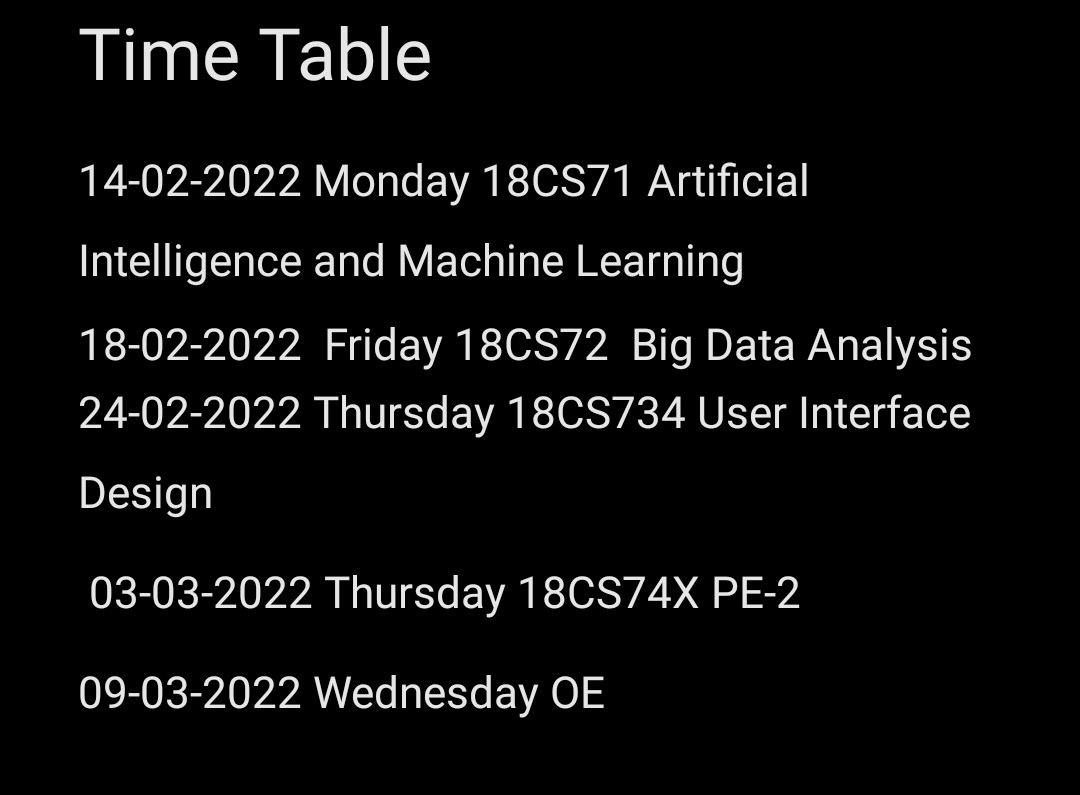 Time Table
14-02-2022 Monday 18CS71 Artificial
Intelligence and Machine Learning
18-02-2022  Friday 18CS72  Big Data Analysis
24-02-2022 Thursday 18CS734 User Interface
Design
03-03-2022 Thursday 18CS74X PE-2
09-03-2022 Wednesday OE